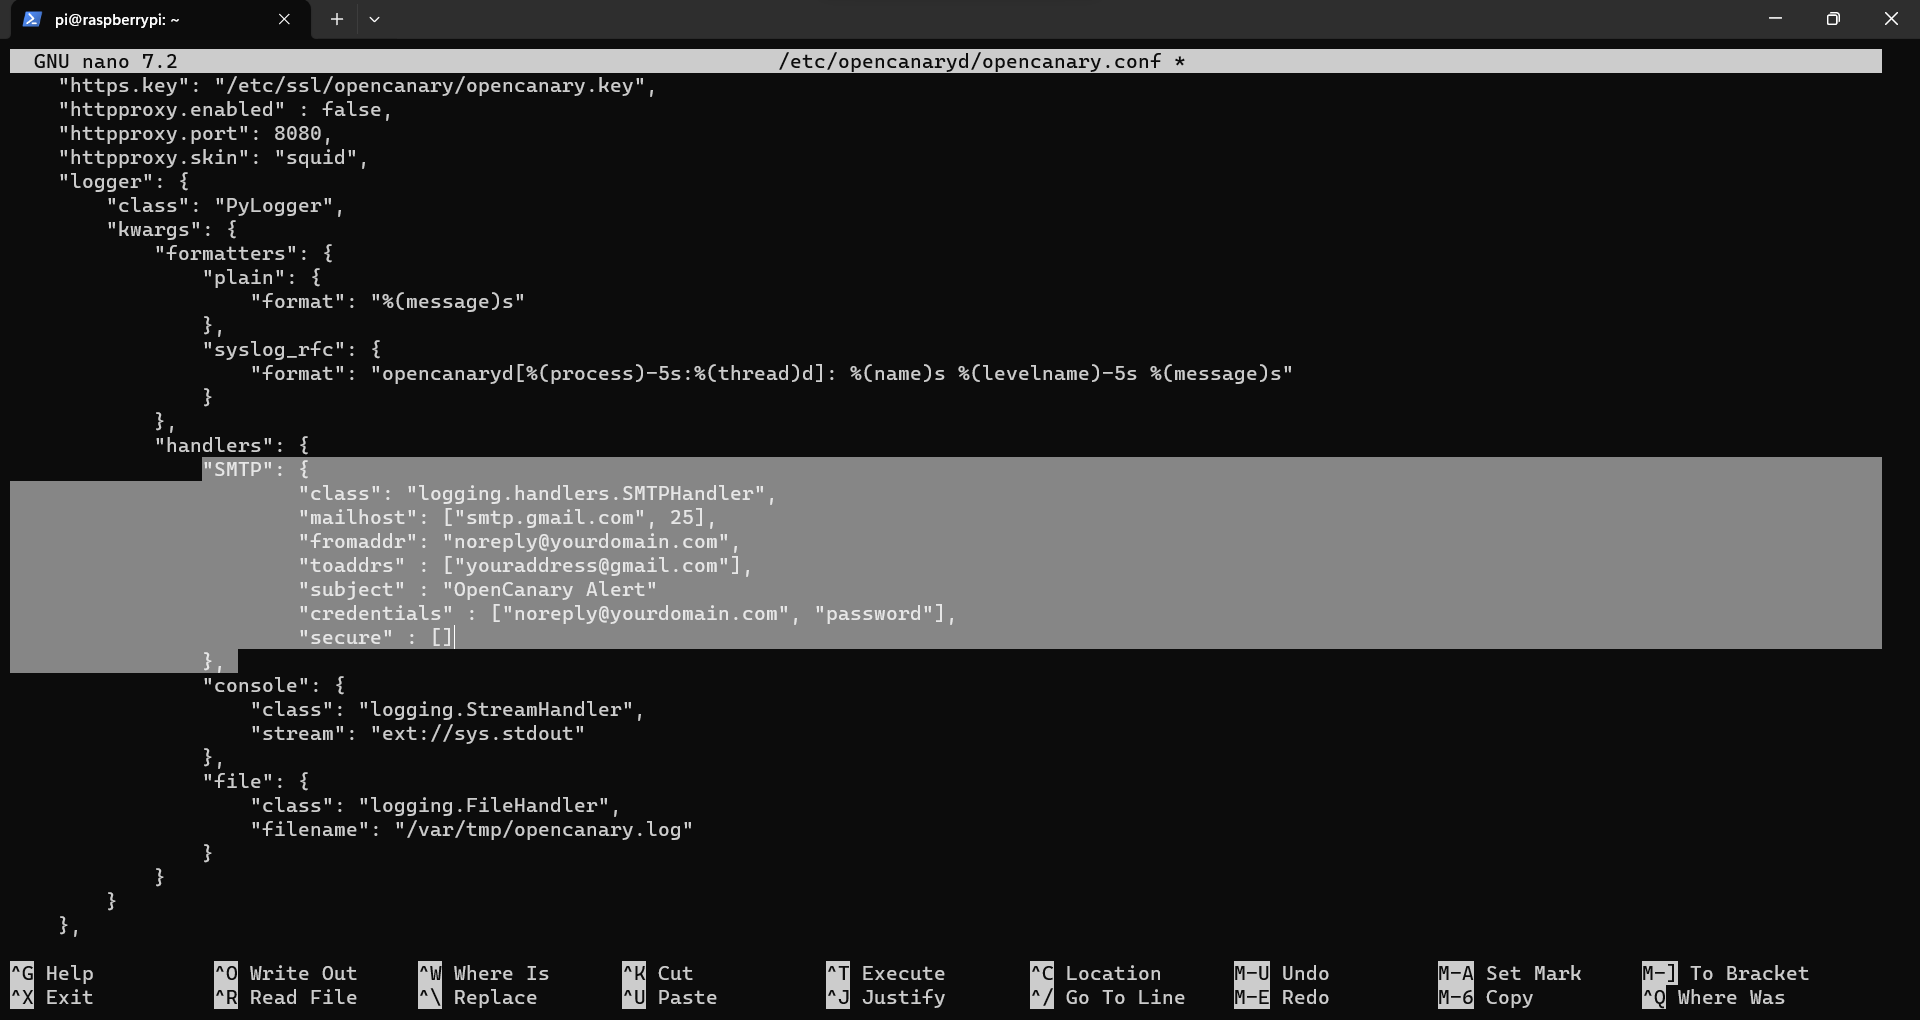 pi@raspberrypi: ~
GNU nano 7.2 /etc/opencanaryd/opencanary.conf *
    "https.key": "/etc/ssl/opencanary/opencanary.key",
    "httpproxy.enabled" : false,
    "httpproxy.port": 8080,
    "httpproxy.skin": "squid",
    "logger": {
        "class": "PyLogger",
        "kwargs": {
            "formatters": {
                "plain": {
                    "format": "%(message)s"
                },
                "syslog_rfc": {
                    "format": "opencanaryd[%(process)-5s:%(thread)d]: %(name)s %(levelname)-5s %(message)s"
                }
            },
            "handlers": {
                "SMTP": {
                        "class": "logging.handlers.SMTPHandler",
                        "mailhost": ["smtp.gmail.com", 25],
                        "fromaddr": "noreply@yourdomain.com",
                        "toaddrs" : ["youraddress@gmail.com"],
                        "subject" : "OpenCanary Alert"
                        "credentials" : ["noreply@yourdomain.com", "password"],
                        "secure" : []
                },
                "console": {
                    "class": "logging.StreamHandler",
                    "stream": "ext://sys.stdout"
                },
                "file": {
                    "class": "logging.FileHandler",
                    "filename": "/var/tmp/opencanary.log"
                }
            }
        }
    },
^G Help ^O Write Out ^W Where Is ^K Cut ^T Execute ^C Location M-U Undo M-A Set Mark M-] To Bracket
^X Exit ^R Read File ^\ Replace ^U Paste ^J Justify ^/ Go To Line M-E Redo M-6 Copy ^Q Where Was